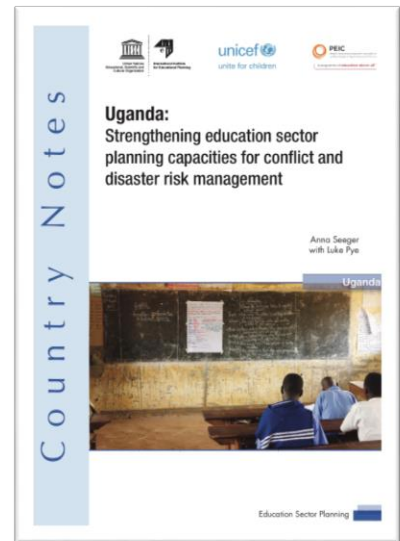 unicef
unite for children
PEIC
Uganda:
Strengthening education sector
planning capacities for conflict and
disaster risk management
Anna Seeger
with Luke Pye
Uganda
Country Notes
Education Sector Planning